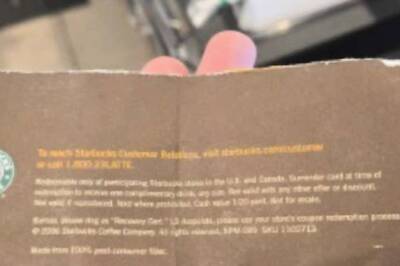 To reach Starbucks Customer Relations, visit starbucks.com/customer
or call 1-800-23LATTE.
Redeemable only at participating Starbucks stores in the U.S. and Canada. Surrender card at time of
redemption to receive one complimentary drink, any size. Not valid with any other offer or discount.
Not valid if reproduced. Void where prohibited. Cash value 1/20 cent. Not for resale.
Barista: please ring as "Recovery Cert." LS accounts, please use your store's coupon redemption process
© 2006 Starbucks Coffee Company. All rights reserved.
Made from 100% post-consumer fiber.